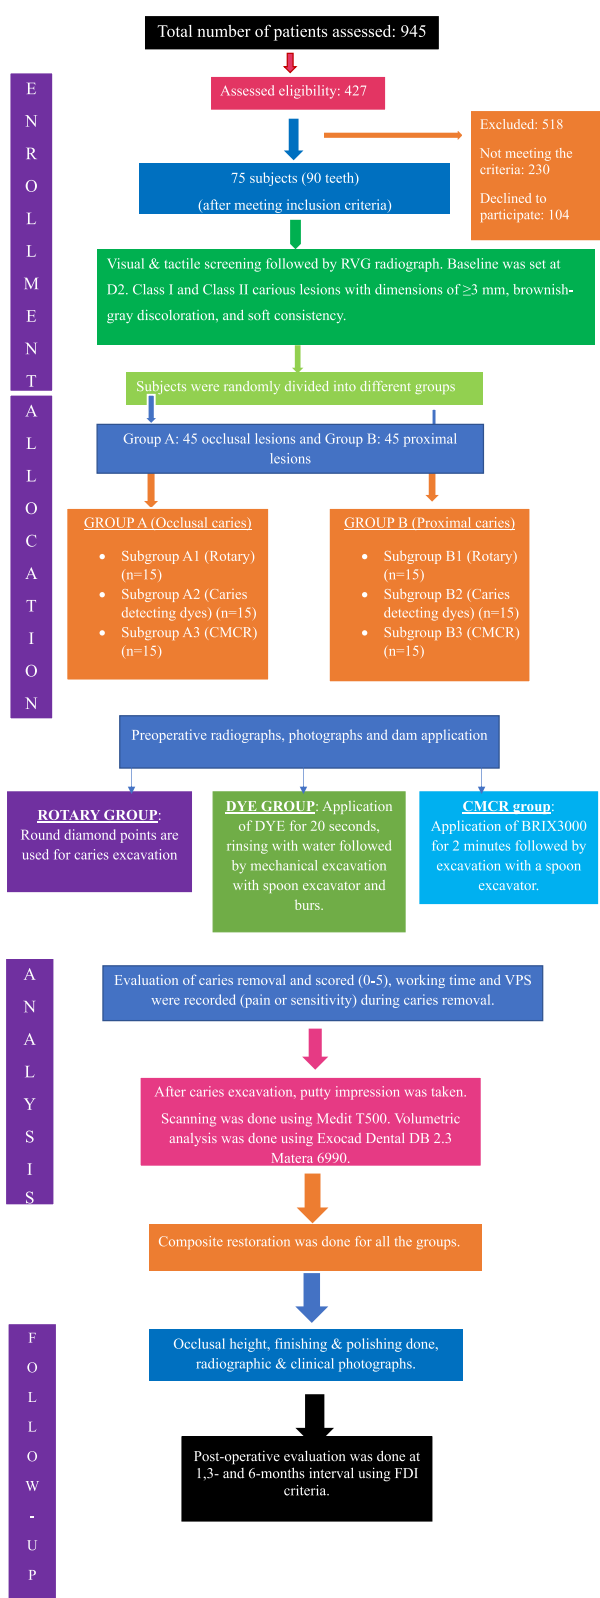 Total number of patients assessed: 945
Assessed eligibility: 427
Excluded: 518
Not meeting the
criteria: 230
Declined to
participate: 104
75 subjects (90 teeth)
(after meeting inclusion criteria)
Visual & tactile screening followed by RVG radiograph. Baseline was set at
D2. Class I and Class II carious lesions with dimensions of ≥3 mm, brownish-
gray discoloration, and soft consistency.
Subjects were randomly divided into different groups
ENROLLMENT
Group A: 45 occlusal lesions and Group B: 45 proximal
lesions
GROUP A (Occlusal caries)
• Subgroup A1 (Rotary)
(n=15)
• Subgroup A2 (Caries
detecting dyes) (n=15)
• Subgroup A3 (CMCR)
(n=15)
GROUP B (Proximal caries)
• Subgroup B1 (Rotary)
(n=15)
• Subgroup B2 (Caries
detecting dyes) (n=15)
• Subgroup B3 (CMCR)
(n=15)
ALLOCATION
Preoperative radiographs, photographs and dam application
ROTARY GROUP:
Round diamond points are
used for caries excavation
DYE GROUP: Application
of DYE for 20 seconds,
rinsing with water followed
by mechanical excavation
with spoon excavator and
burs.
CMCR group:
Application of BRIX3000
for 2 minutes followed by
excavation with a spoon
excavator.
Evaluation of caries removal and scored (0-5), working time and VPS
were recorded (pain or sensitivity) during caries removal.
After caries excavation, putty impression was taken.
Scanning was done using Medit T500. Volumetric
analysis was done using Exocad Dental DB 2.3
Matera 6990.
ANALYSIS
Composite restoration was done for all the groups.
Occlusal height, finishing & polishing done,
radiographic & clinical photographs.
Post-operative evaluation was done at
1,3- and 6-months interval using FDI
criteria.
FOLLOW-UP